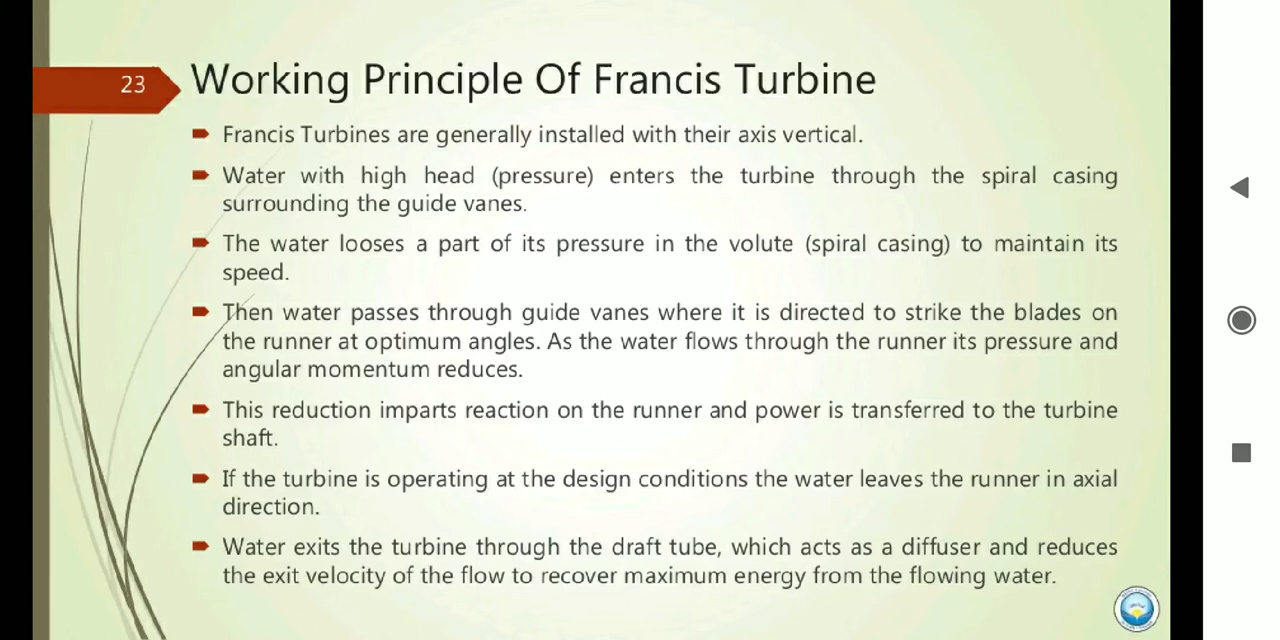 23
Working Principle Of Francis Turbine
Francis Turbines are generally installed with their axis vertical.
Water with high head (pressure) enters the turbine through the spiral casing
surrounding the guide vanes.
The water looses a part of its pressure in the volute (spiral casing) to maintain its
speed.
Then water passes through guide vanes where it is directed to strike the blades on
the runner at optimum angles. As the water flows through the runner its pressure and
angular momentum reduces.
This reduction imparts reaction on the runner and power is transferred to the turbine
shaft.
If the turbine is operating at the design conditions the water leaves the runner in axial
direction.
Water exits the turbine through the draft tube, which acts as a diffuser and reduces
the exit velocity of the flow to recover maximum energy from the flowing water.